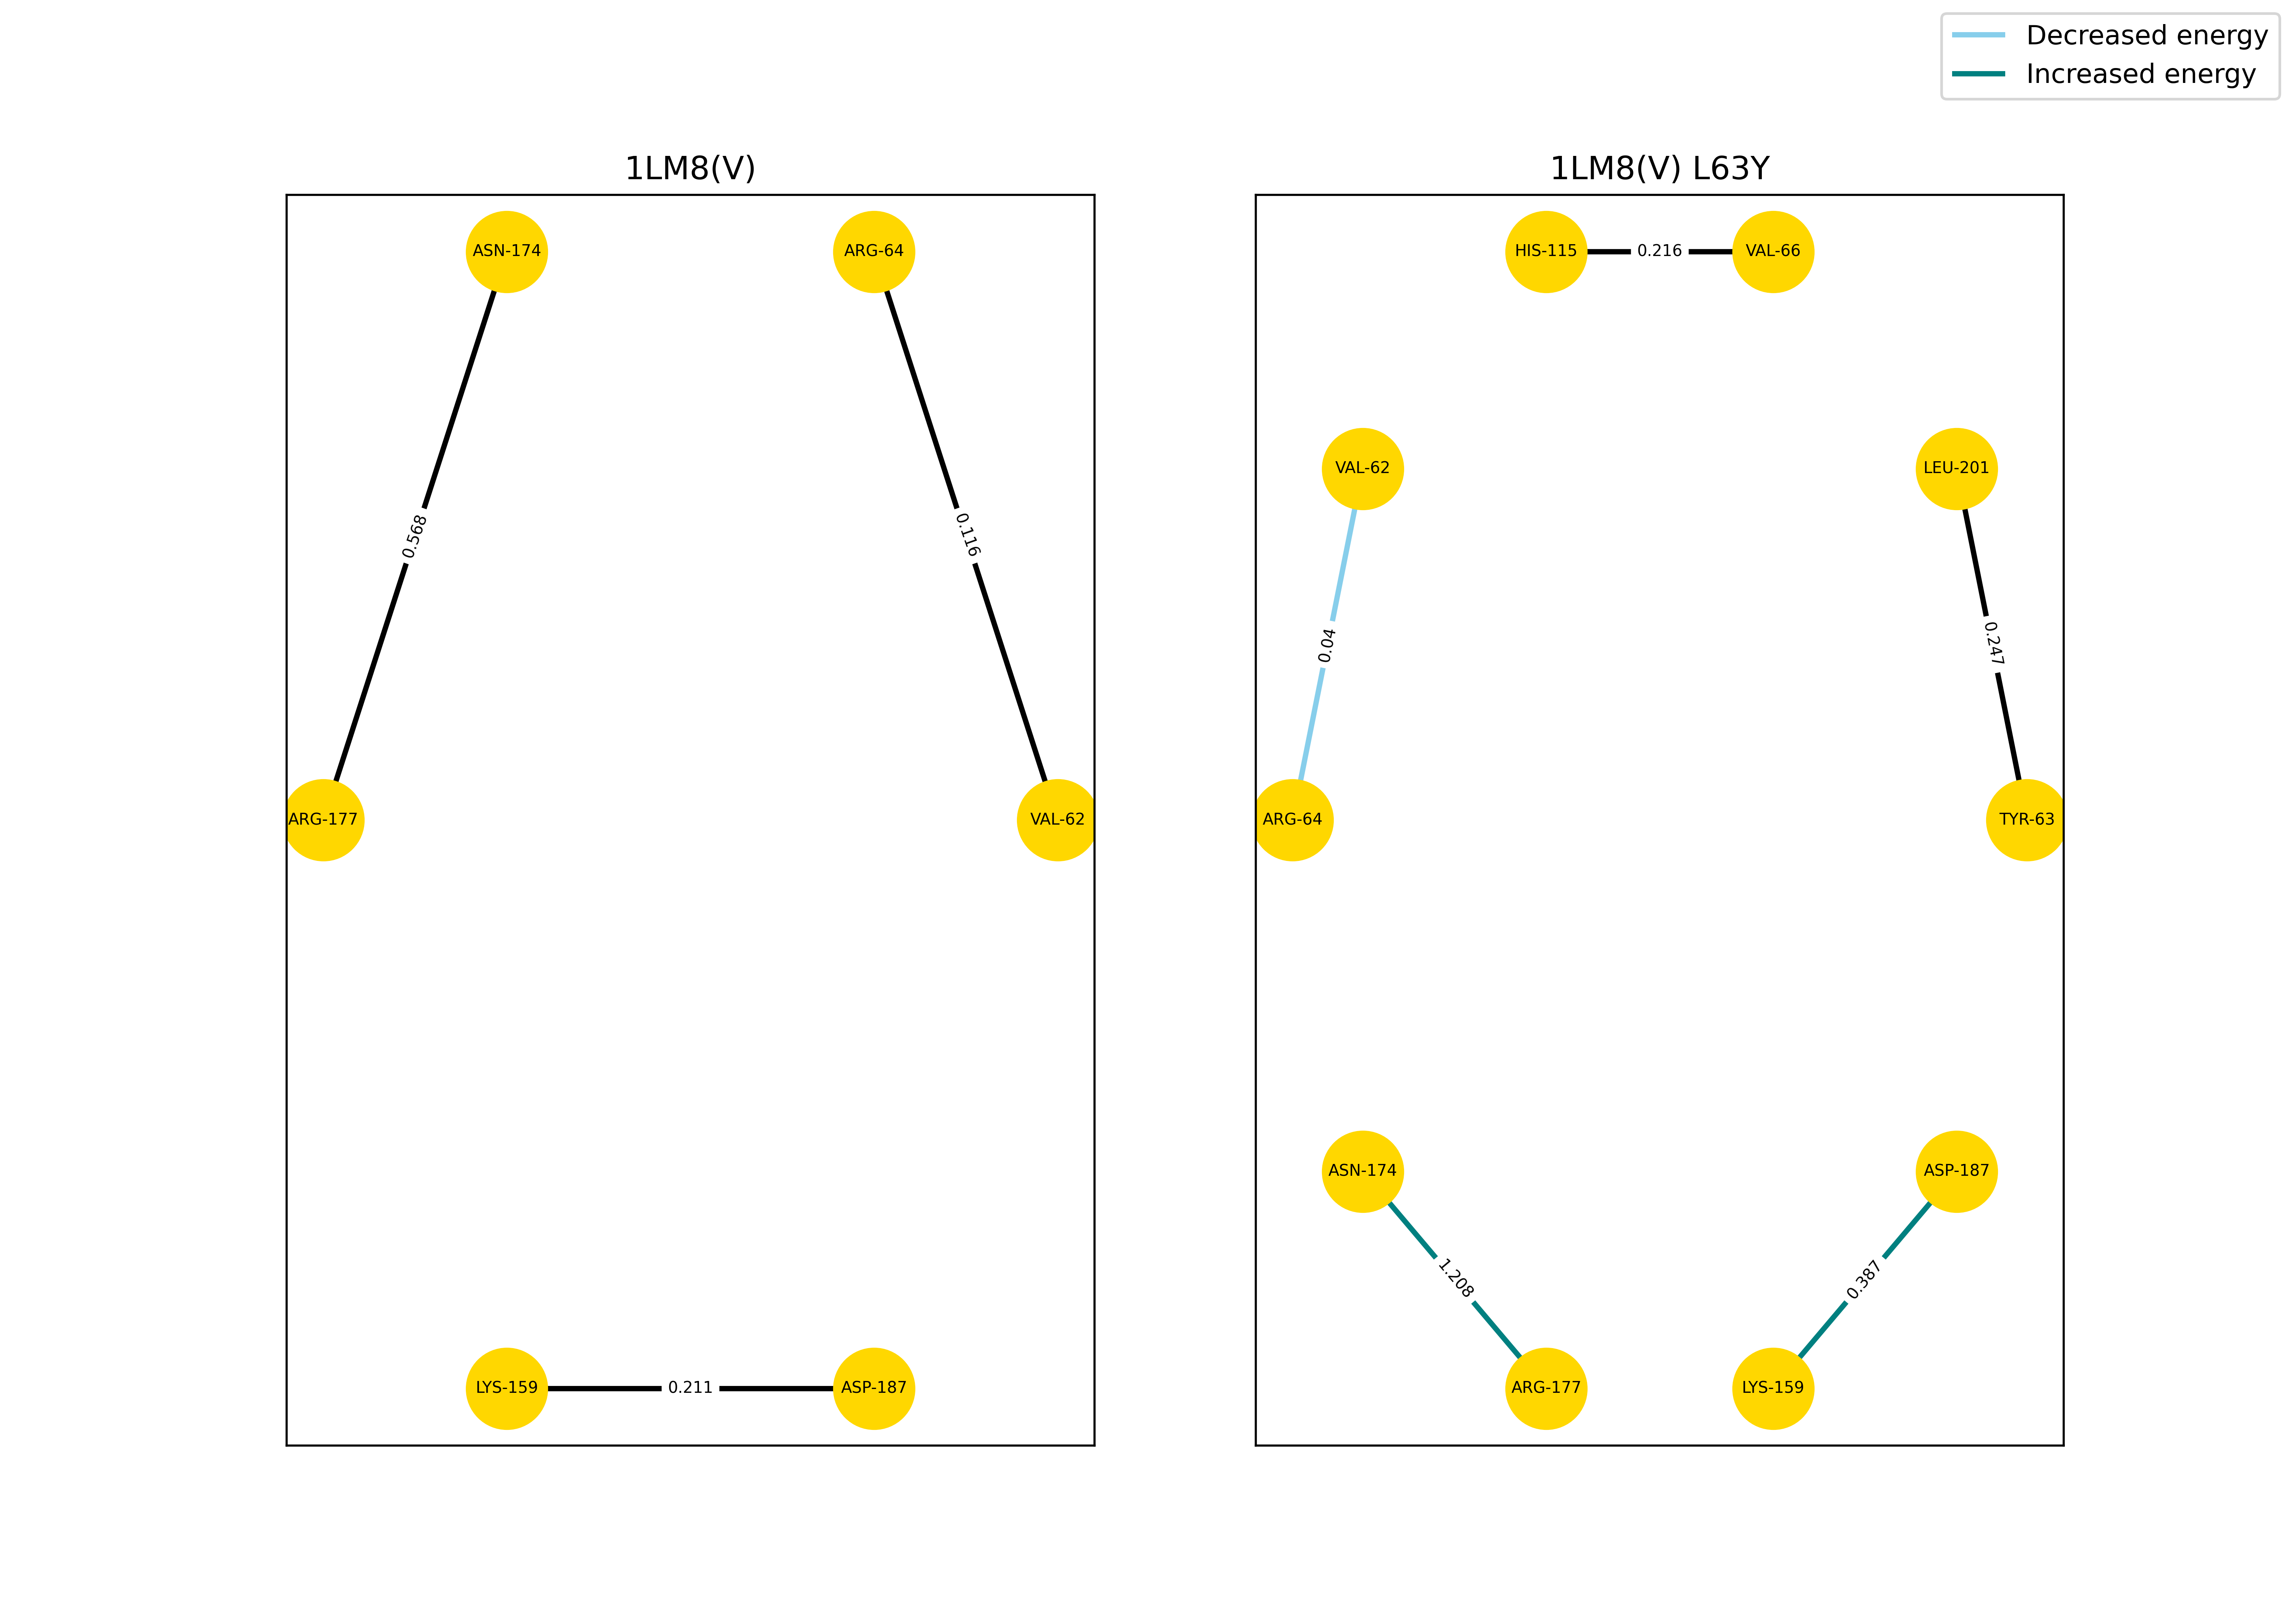 Decreased energy
Increased energy
1LM8(V)
ASN-174
ARG-64
0.568
0.116
ARG-177
VAL-62
LYS-159
0.211
ASP-187
1LM8(V) L63Y
HIS-115
0.216
VAL-66
VAL-62
LEU-201
0.04
0.247
ARG-64
TYR-63
ASN-174
ASP-187
1.208
0.387
ARG-177
LYS-159